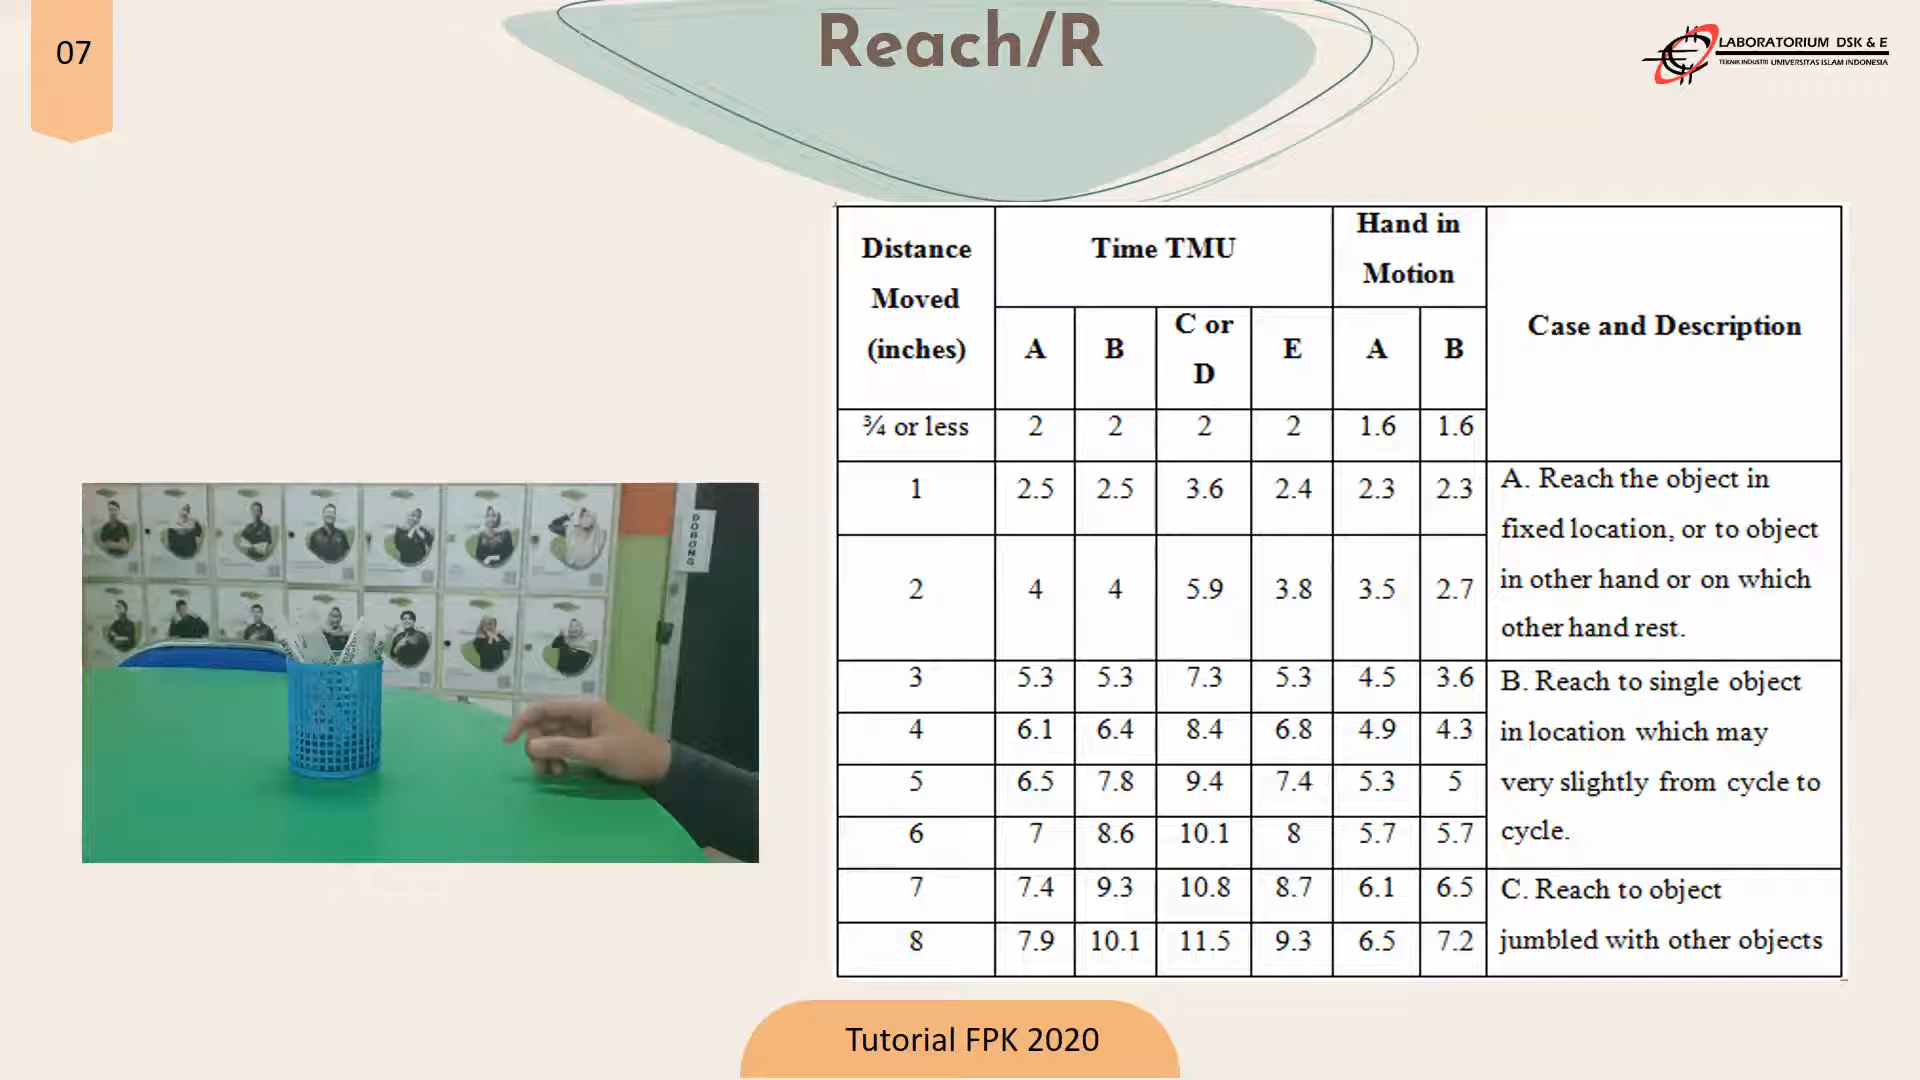 07
Reach/R
LABORATORIUM DSK & E
TEKNIK INDUSTRI UNIVERSITAS ISLAM INDONESIA
Distance Moved (inches) Time TMU Hand in Motion Case and Description
A B C or D E A B
¾ or less 2 2 2 2 1.6 1.6
1 2.5 2.5 3.6 2.4 2.3 2.3
2 4 4 5.9 3.8 3.5 2.7
3 5.3 5.3 7.3 5.3 4.5 3.6
4 6.1 6.4 8.4 6.8 4.9 4.3
5 6.5 7.8 9.4 7.4 5.3 5
6 7 8.6 10.1 8 5.7 5.7
7 7.4 9.3 10.8 8.7 6.1 6.5
8 7.9 10.1 11.5 9.3 6.5 7.2
A. Reach the object in
fixed location, or to object
in other hand or on which
other hand rest.
B. Reach to single object
in location which may
very slightly from cycle to
cycle.
C. Reach to object
jumbled with other objects
Tutorial FPK 2020